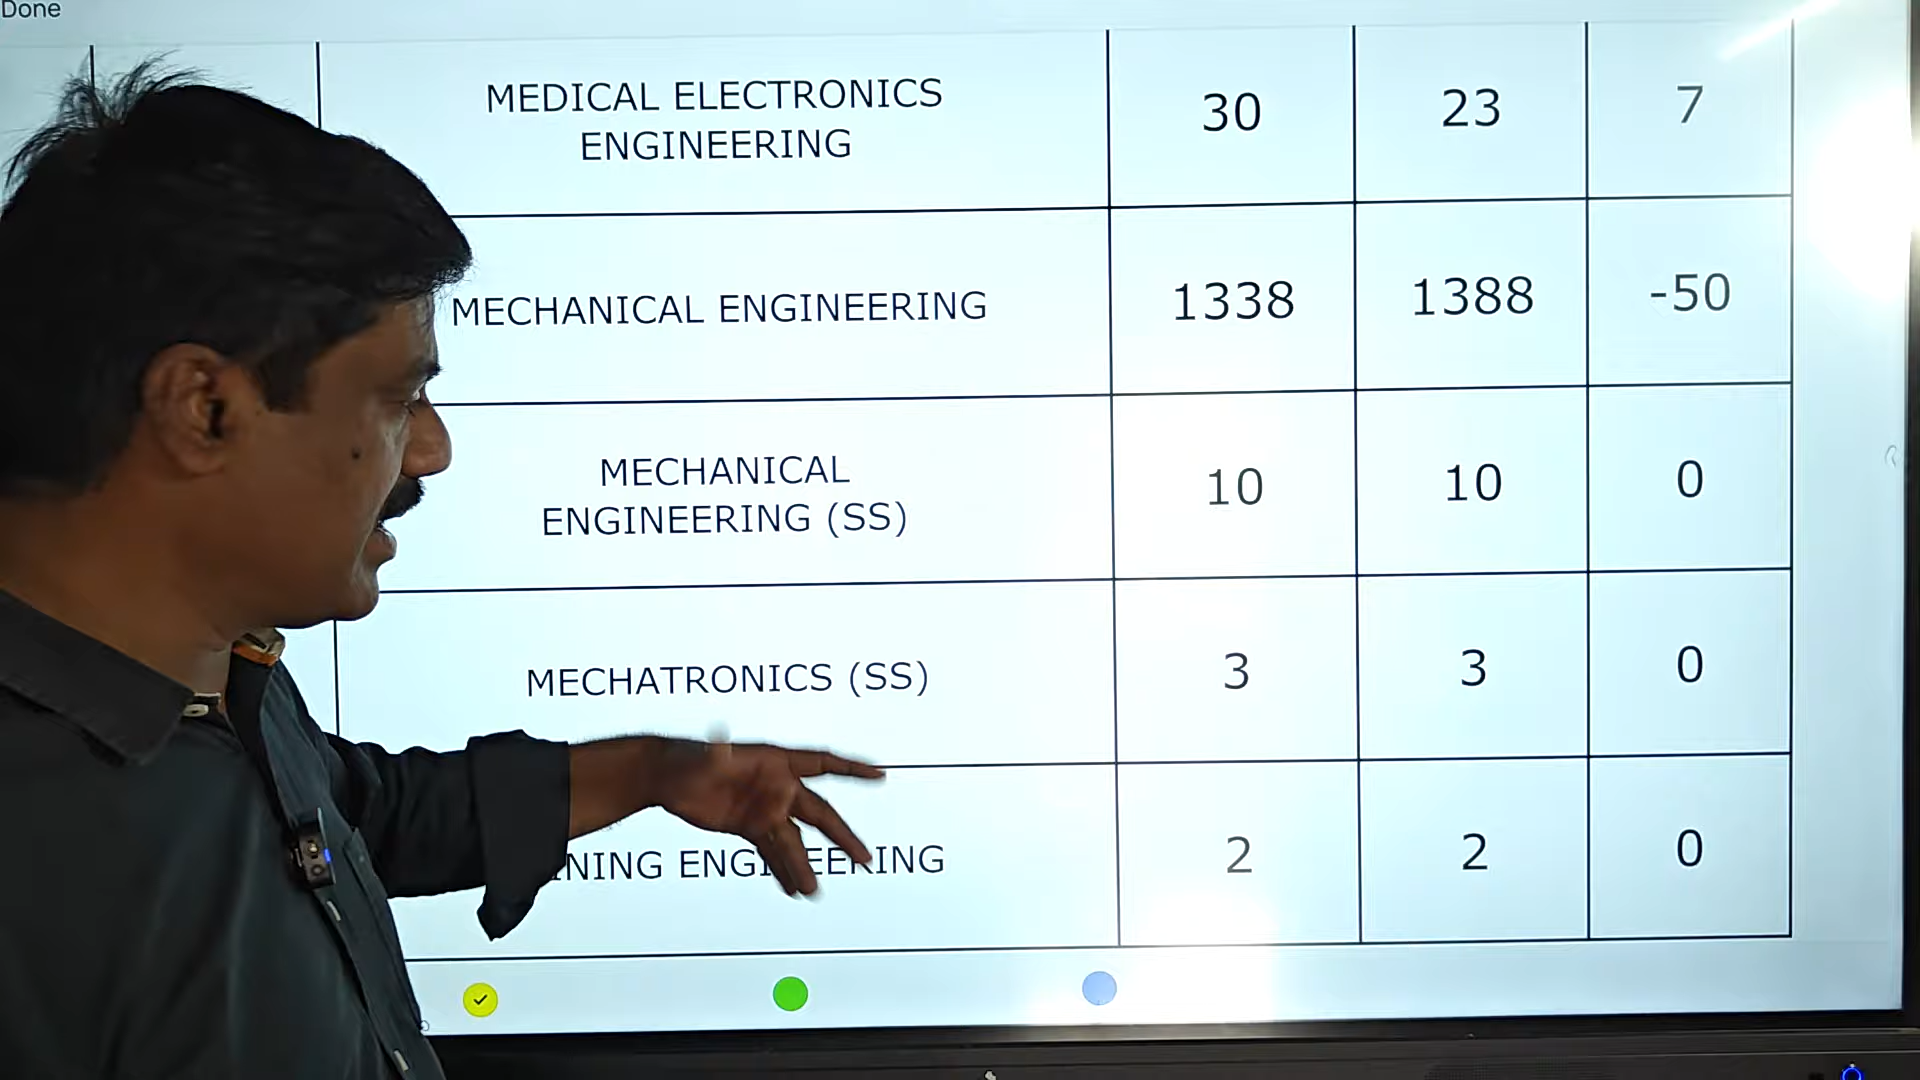 Done
MEDICAL ELECTRONICS
ENGINEERING
30
23
7
MECHANICAL ENGINEERING
1338
1388
-50
MECHANICAL
ENGINEERING (SS)
10
10
0
MECHATRONICS (SS)
3
3
0
2
2
0